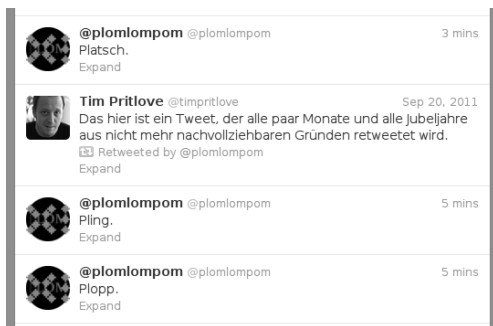 @plomlompom @plomlompom 3 mins
Platsch.
Expand
Tim Pritlove @timpritlove Sep 20, 2011
Das hier ist ein Tweet, der alle paar Monate und alle Jubeljahre
aus nicht mehr nachvollziehbaren Gründen retweetet wird.
Retweeted by @plomlompom
Expand
@plomlompom @plomlompom 5 mins
Pling.
Expand
@plomlompom @plomlompom 5 mins
Plopp.
Expand